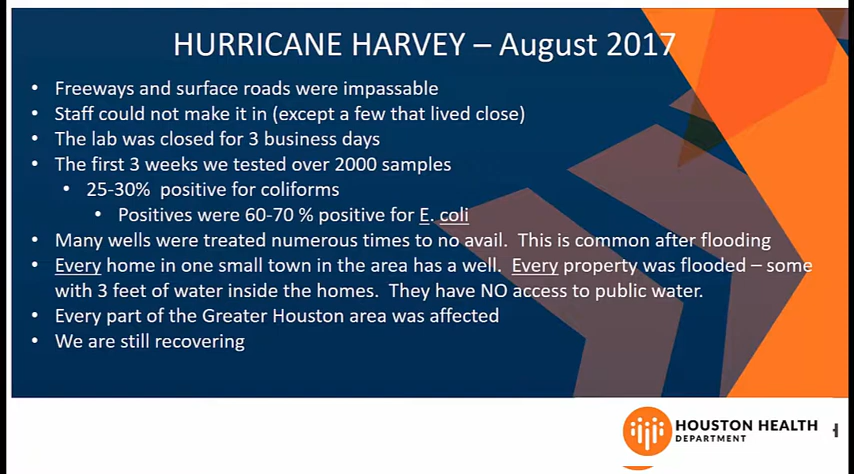 HURRICANE HARVEY – August 2017
• Freeways and surface roads were impassable
• Staff could not make it in (except a few that lived close)
• The lab was closed for 3 business days
• The first 3 weeks we tested over 2000 samples
• 25-30% positive for coliforms
• Positives were 60-70 % positive for E. coli
• Many wells were treated numerous times to no avail. This is common after flooding
• Every home in one small town in the area has a well. Every property was flooded – some
with 3 feet of water inside the homes. They have NO access to public water.
• Every part of the Greater Houston area was affected
• We are still recovering
HOUSTON HEALTH
DEPARTMENT